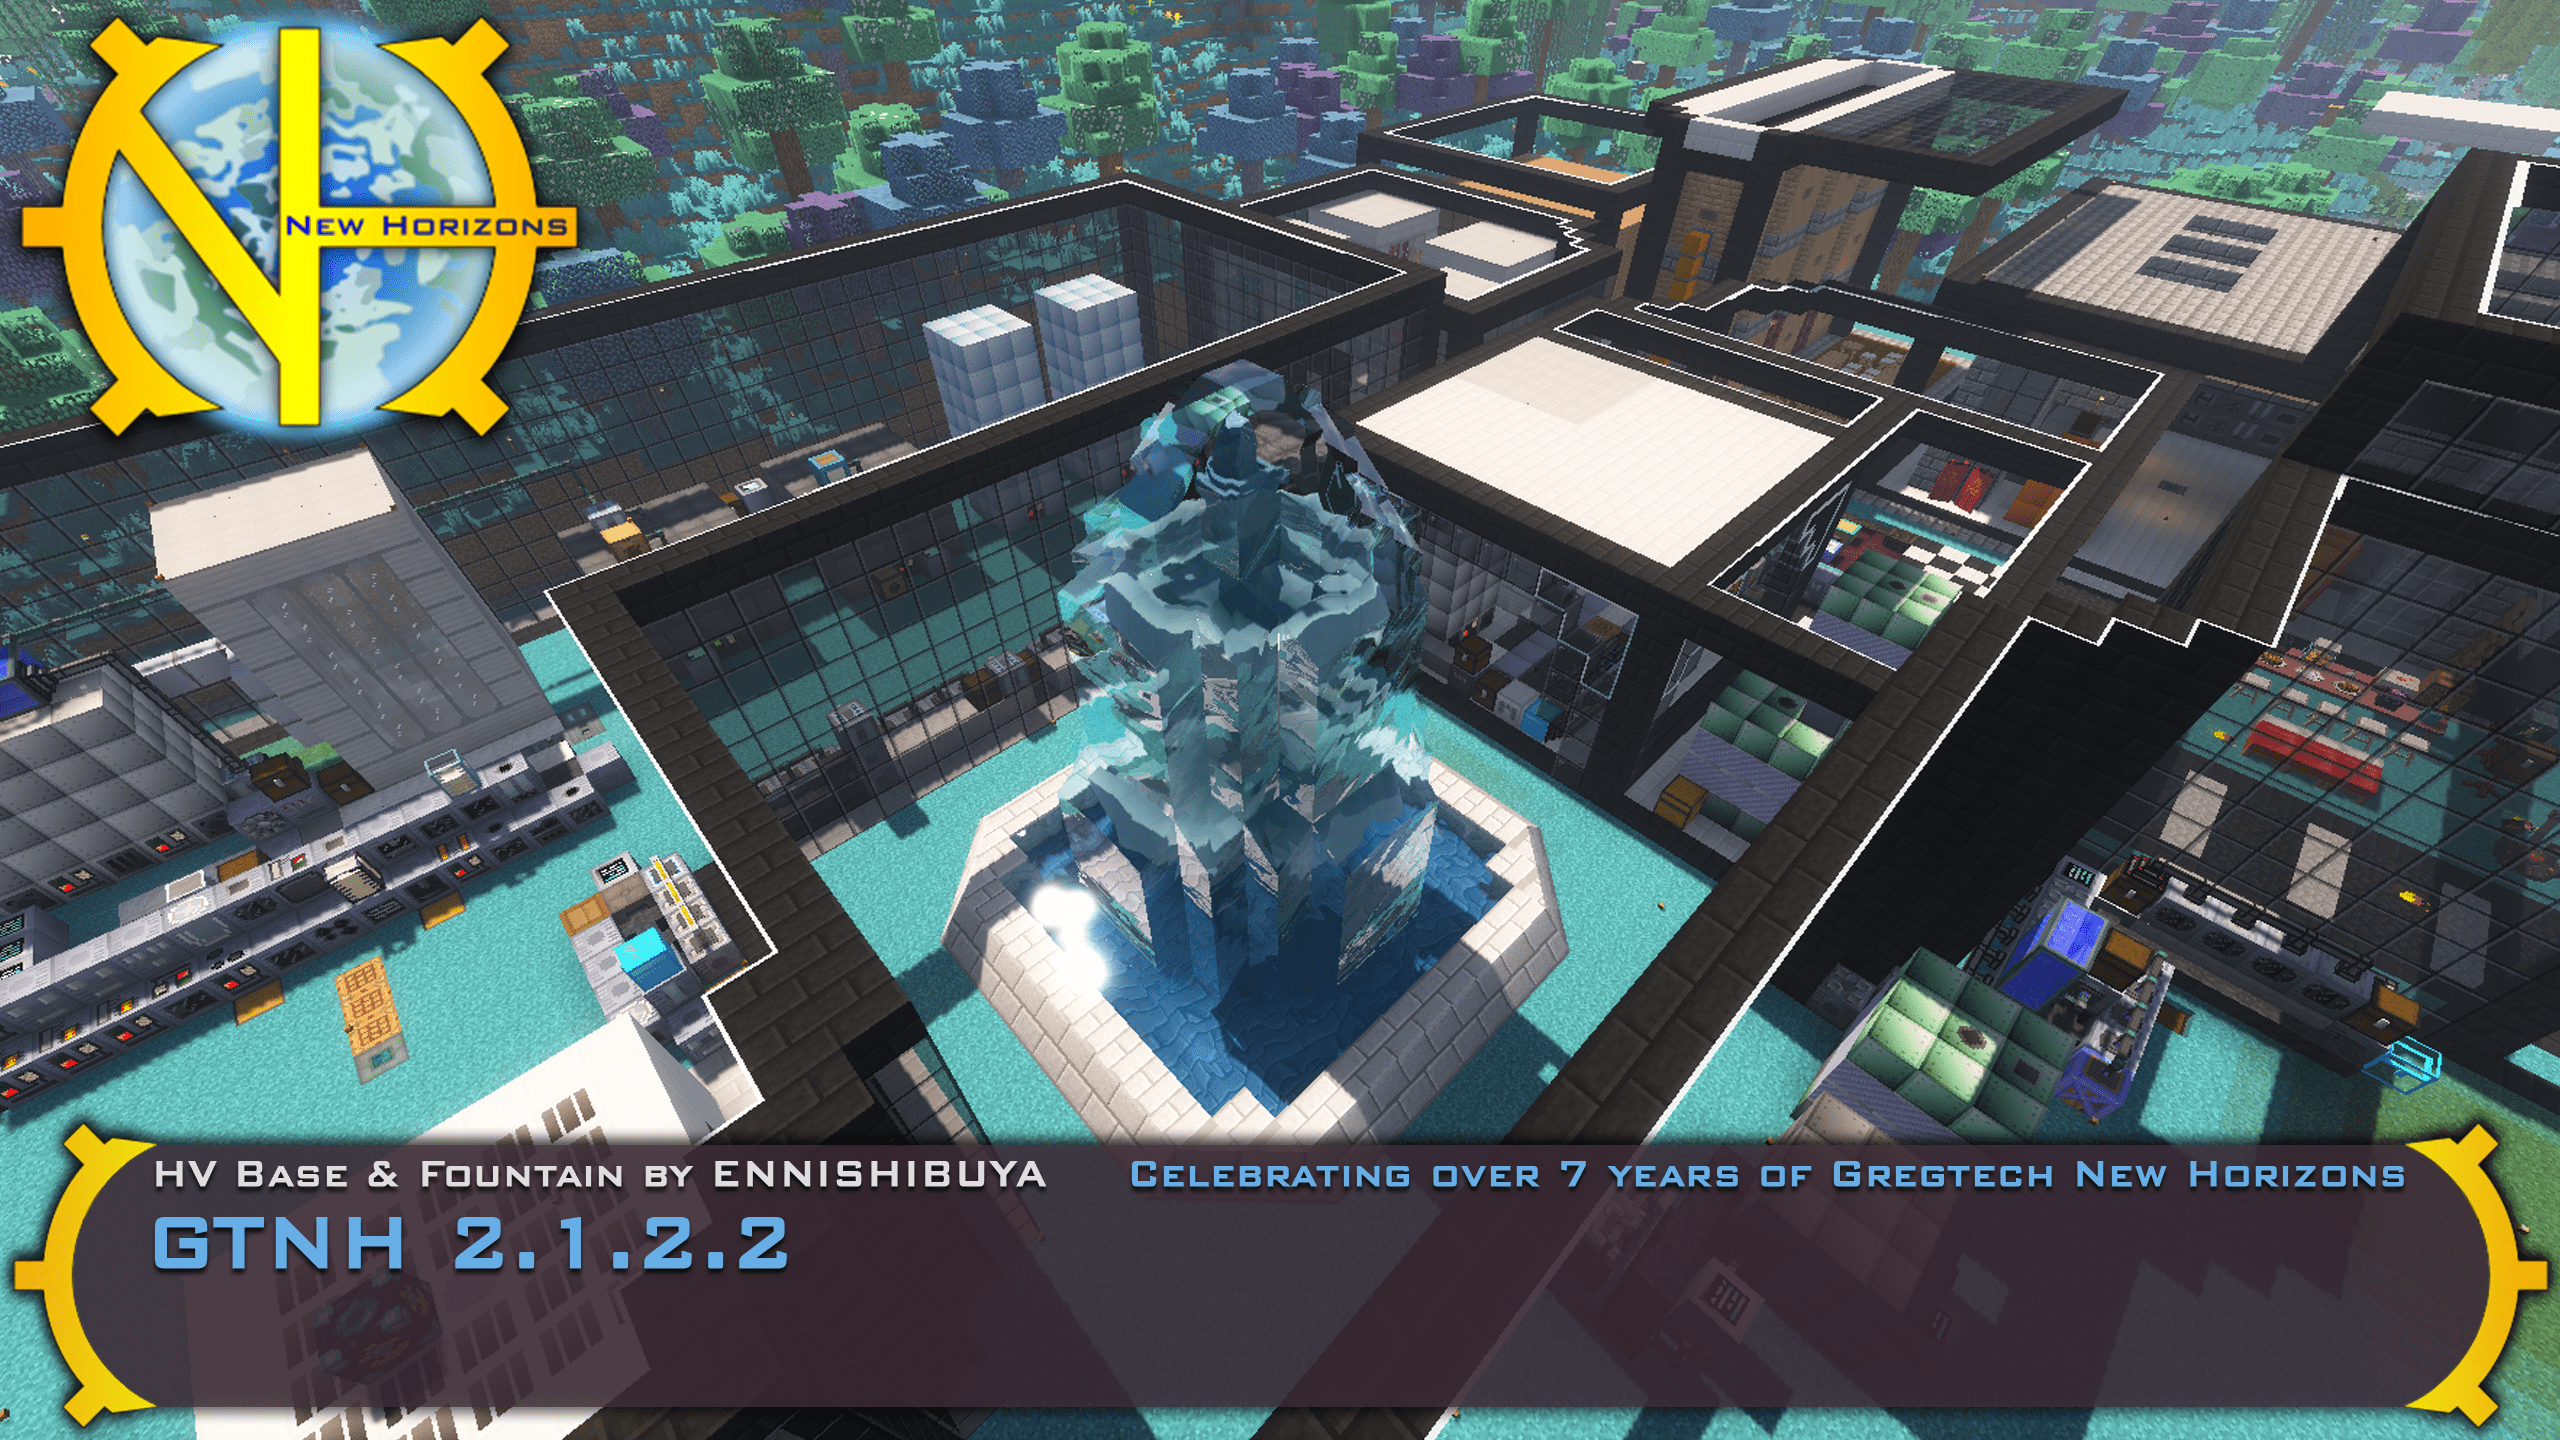 New Horizons
HV Base & Fountain by ENNISHIBUYA
Celebrating over 7 years of Gregtech New Horizons
GTNH 2.1.2.2